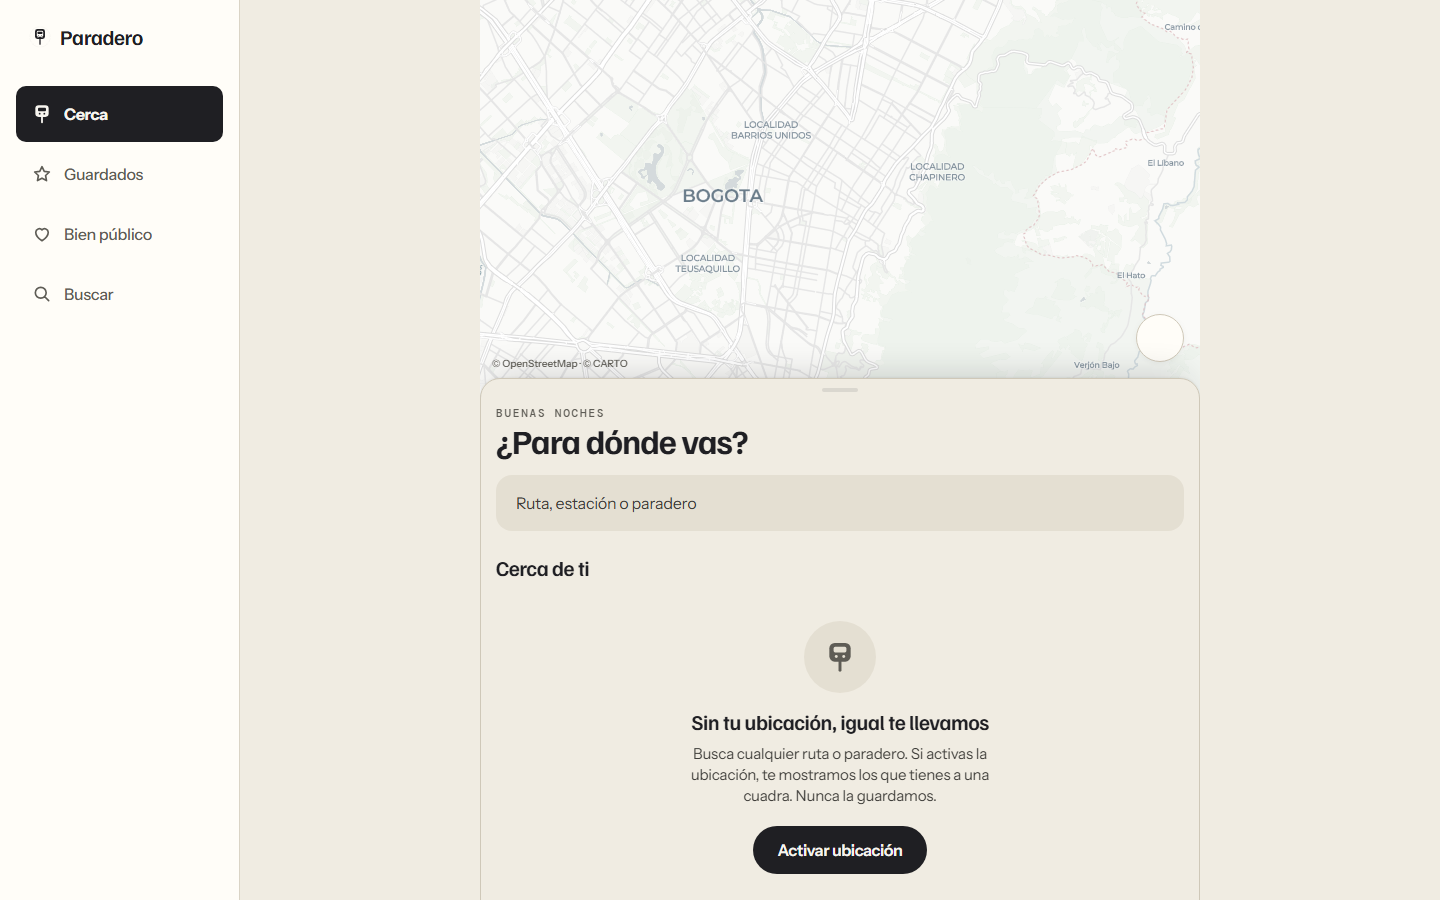 Paradero
Cerca
Guardados
Bien público
Buscar
LOCALIDAD
BARRIOS UNIDOS
LOCALIDAD
CHAPINERO
El Líbano
BOGOTA
LOCALIDAD
TEUSAQUILLO
El Hato
Verjón Bajo
© OpenStreetMap · © CARTO
BUENAS NOCHES
¿Para dónde vas?
Ruta, estación o paradero
Cerca de ti
Sin tu ubicación, igual te llevamos
Busca cualquier ruta o paradero. Si activas la
ubicación, te mostramos los que tienes a una
cuadra. Nunca la guardamos.
Activar ubicación